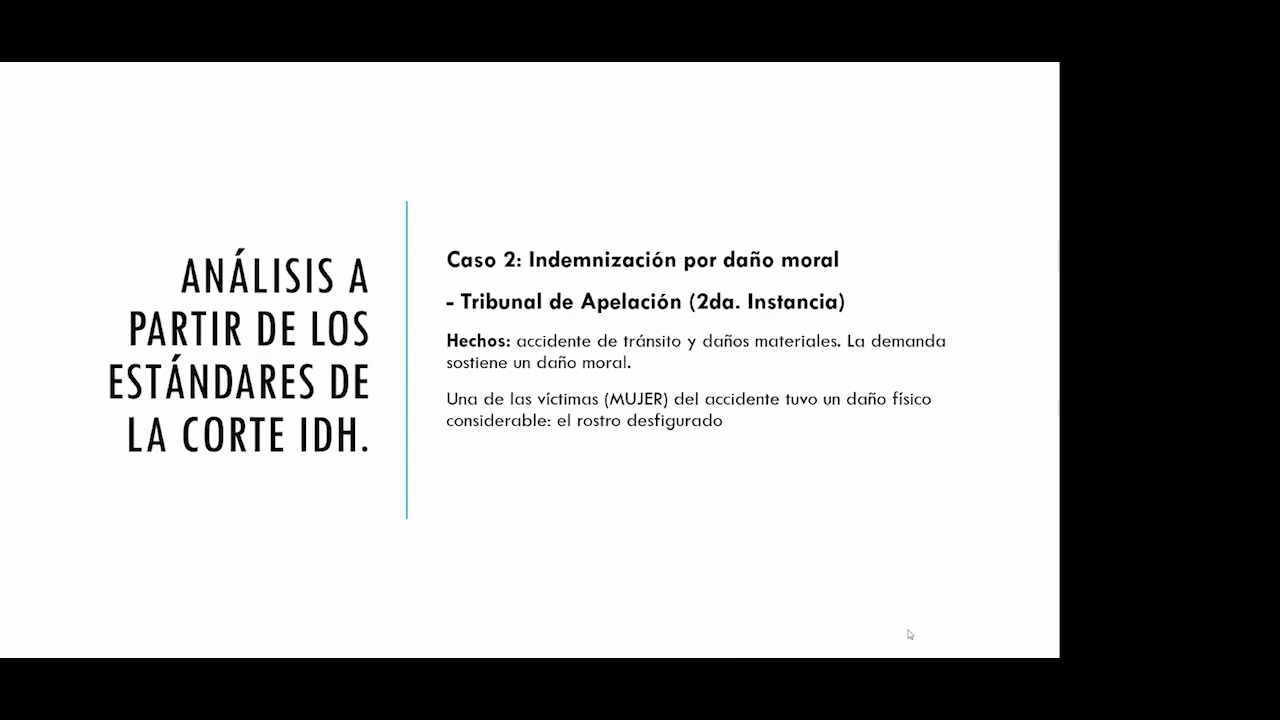 ANÁLISIS A
PARTIR DE LOS
ESTÁNDARES DE
LA CORTE IDH.
Caso 2: Indemnización por daño moral
- Tribunal de Apelación (2da. Instancia)
Hechos: accidente de tránsito y daños materiales. La demanda
sostiene un daño moral.
Una de las víctimas (MUJER) del accidente tuvo un daño físico
considerable: el rostro desfigurado